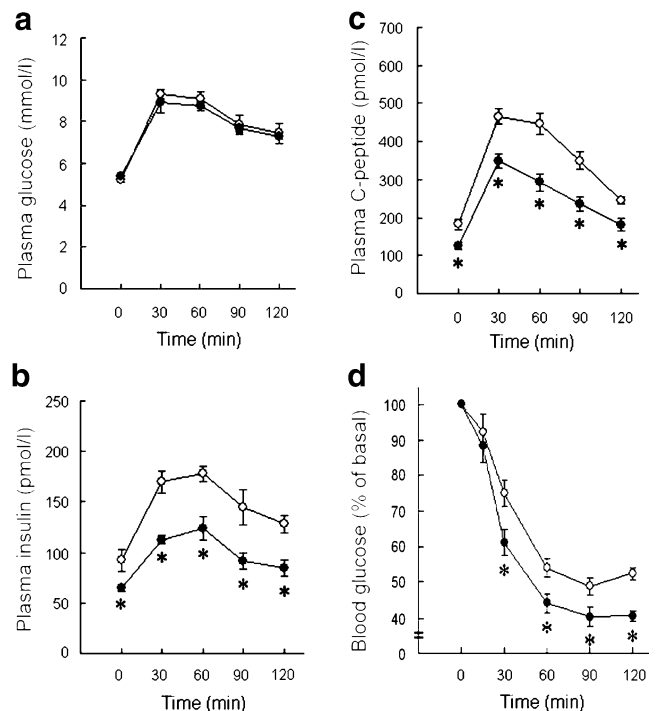 a
12
10
8
6
4
2
0
Plasma glucose (mmol/l)
0 30 60 90 120
Time (min)
b
250
200
150
100
50
0
Plasma insulin (pmol/l)
* * * * *
0 30 60 90 120
Time (min)
c
700
600
500
400
300
200
100
0
Plasma C-peptide (pmol/l)
* * * * *
0 30 60 90 120
Time (min)
d
100
90
80
70
60
50
40
0
Blood glucose (% of basal)
* * * *
0 30 60 90 120
Time (min)